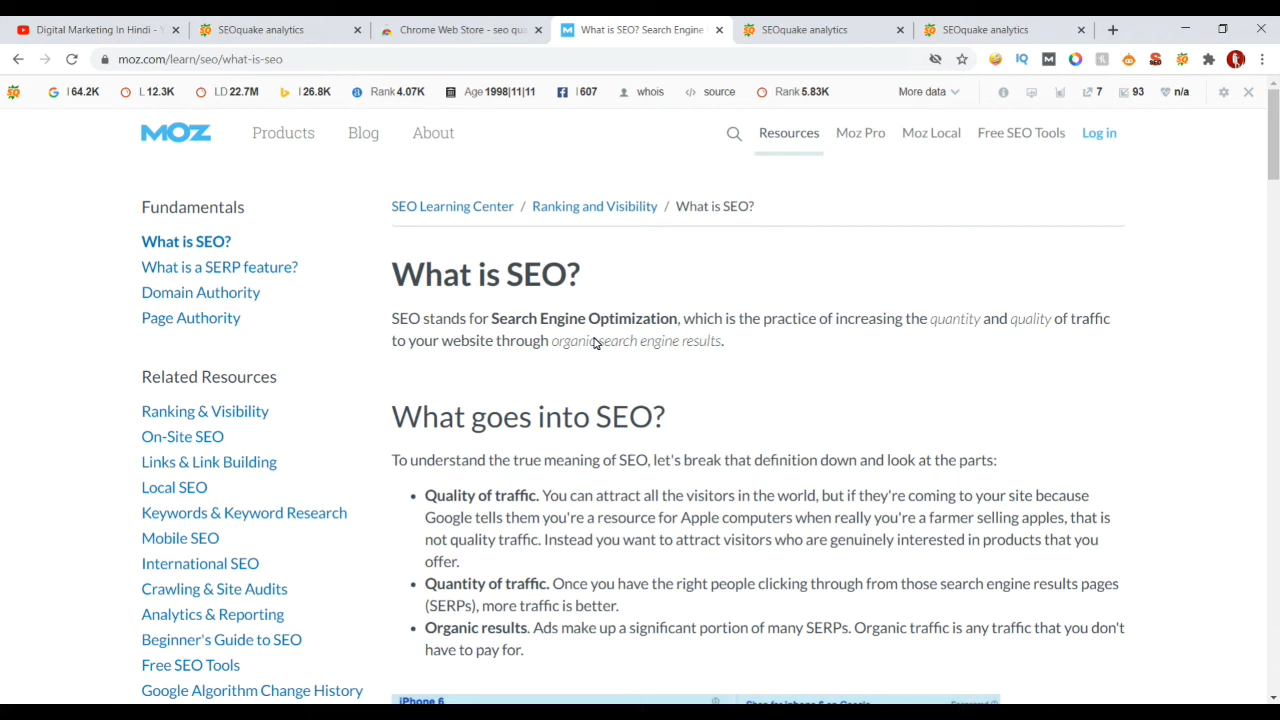 Digital Marketing In Hindi -
SEOquake analytics
Chrome Web Store - seo qu
What is SEO? Search Engine
SEOquake analytics
SEOquake analytics
moz.com/learn/seo/what-is-seo
I 64.2K
L 12.3K
LD 22.7M
I 26.8K
Rank 4.07K
Age 1998|11|11
I 607
whois
source
Rank 5.83K
More data
7
93
n/a
MOZ
Products
Blog
About
Resources
Moz Pro
Moz Local
Free SEO Tools
Log in
Fundamentals
What is SEO?
What is a SERP feature?
Domain Authority
Page Authority
Related Resources
Ranking & Visibility
On-Site SEO
Links & Link Building
Local SEO
Keywords & Keyword Research
Mobile SEO
International SEO
Crawling & Site Audits
Analytics & Reporting
Beginner's Guide to SEO
Free SEO Tools
Google Algorithm Change History
SEO Learning Center / Ranking and Visibility / What is SEO?
What is SEO?
SEO stands for Search Engine Optimization, which is the practice of increasing the quantity and quality of traffic
to your website through organic search engine results.
What goes into SEO?
To understand the true meaning of SEO, let's break that definition down and look at the parts:
• Quality of traffic. You can attract all the visitors in the world, but if they're coming to your site because
Google tells them you're a resource for Apple computers when really you're a farmer selling apples, that is
not quality traffic. Instead you want to attract visitors who are genuinely interested in products that you
offer.
• Quantity of traffic. Once you have the right people clicking through from those search engine results pages
(SERPs), more traffic is better.
• Organic results. Ads make up a significant portion of many SERPs. Organic traffic is any traffic that you don't
have to pay for.
iPhone 6